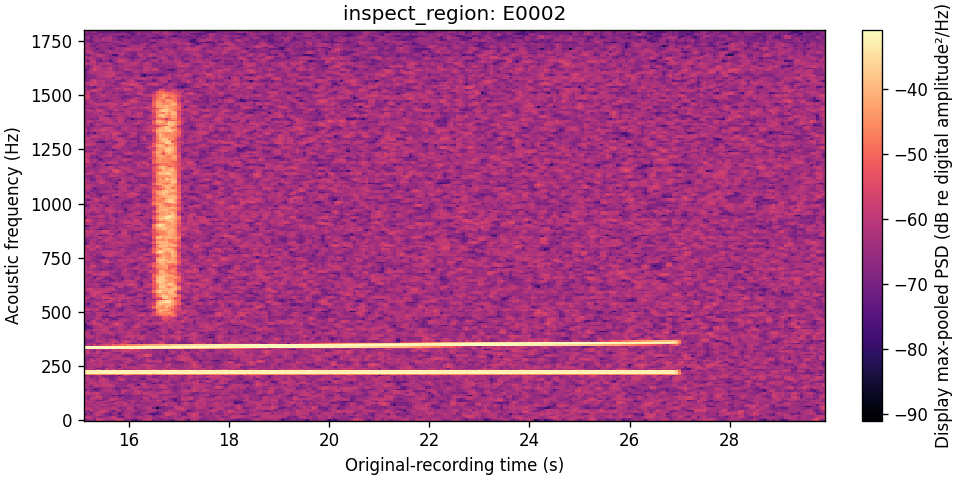 inspect_region: E0002
1750
1500
1250
1000
750
500
250
0
Acoustic frequency (Hz)
16 18 20 22 24 26 28
Original-recording time (s)
−40
−50
−60
−70
−80
−90
Display max-pooled PSD (dB re digital amplitude²/Hz)